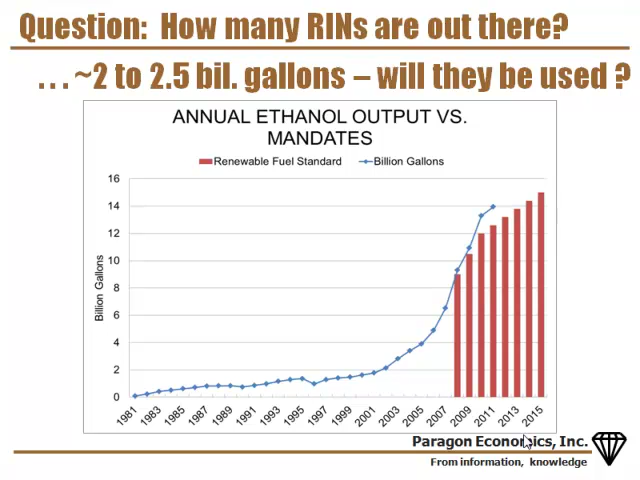 Question: How many RINs are out there?
. . . ~2 to 2.5 bil. gallons – will they be used ?
ANNUAL ETHANOL OUTPUT VS.
MANDATES
Renewable Fuel Standard Billion Gallons
16
14
12
10
8
6
4
2
0
Billion Gallons
1981 1983 1985 1987 1989 1991 1993 1995 1997 1999 2001 2003 2005 2007 2009 2011 2013 2015
Paragon Economics, Inc.
From information, knowledge